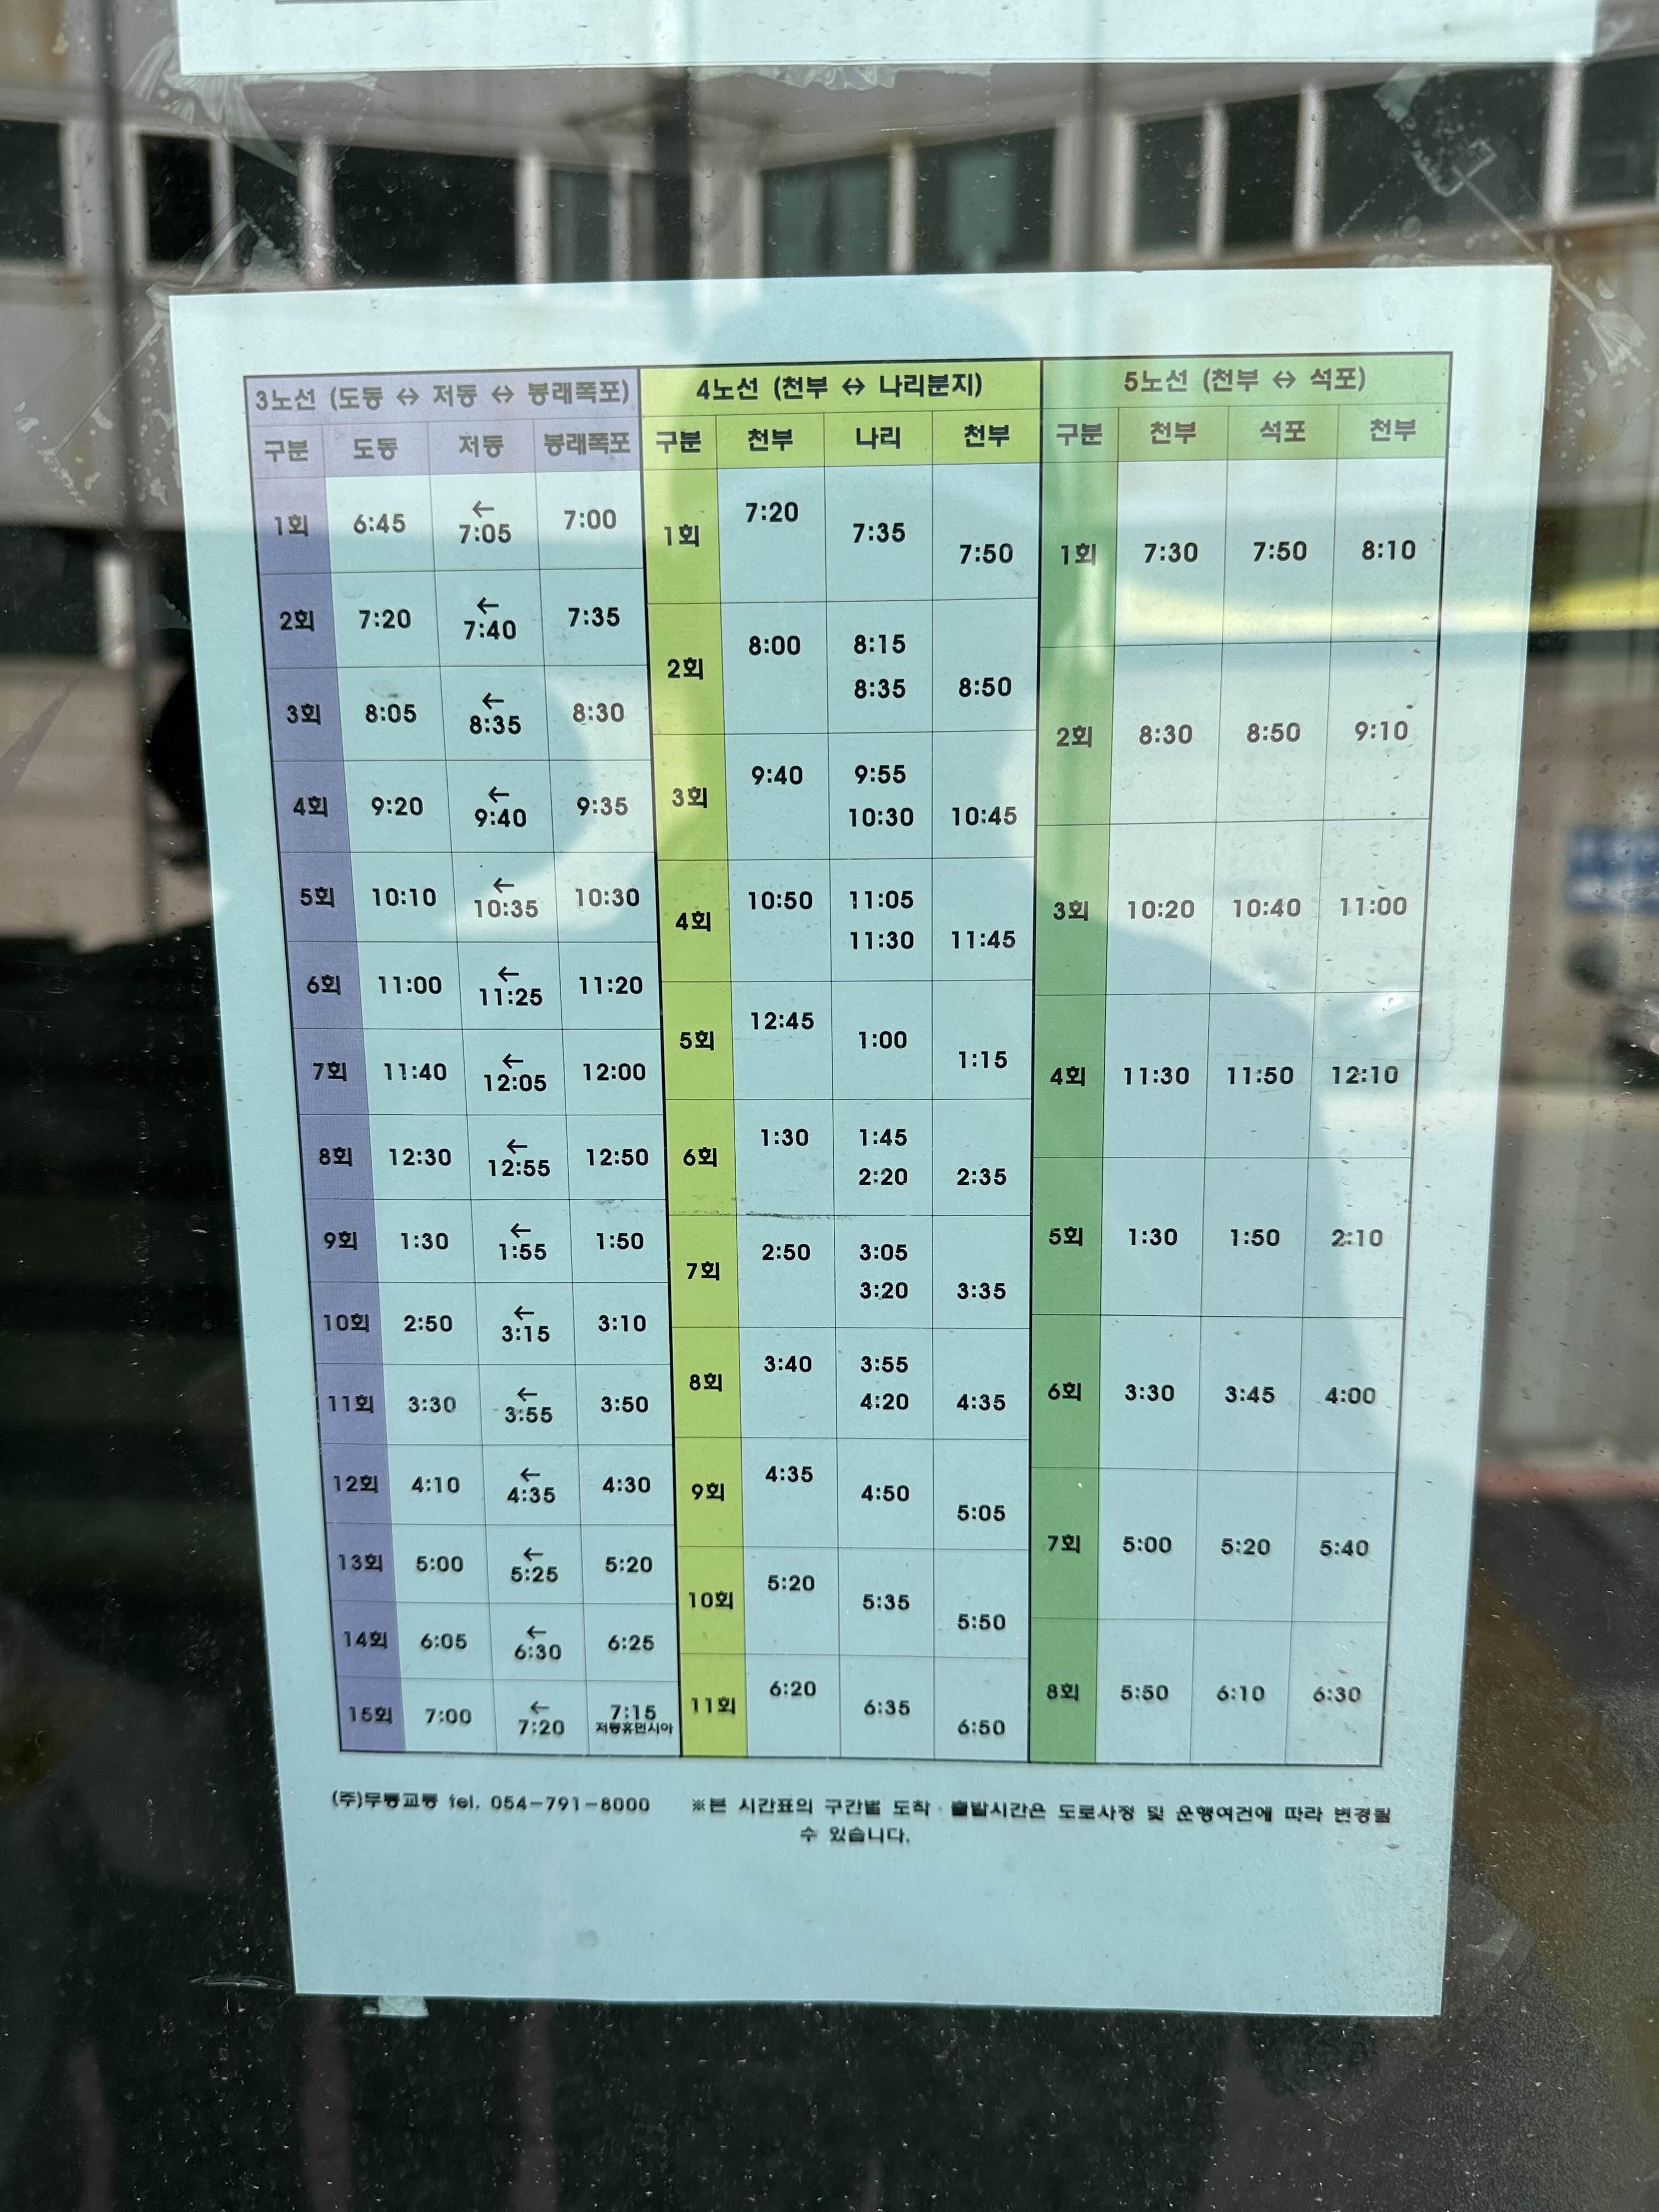 3노선 (도동 ↔ 저동 ↔ 봉래폭포)
구분 도동 저동 봉래폭포
1회 6:45 ← 7:05 7:00
2회 7:20 ← 7:40 7:35
3회 8:05 ← 8:35 8:30
4회 9:20 ← 9:40 9:35
5회 10:10 ← 10:35 10:30
6회 11:00 ← 11:25 11:20
7회 11:40 ← 12:05 12:00
8회 12:30 ← 12:55 12:50
9회 1:30 ← 1:55 1:50
10회 2:50 ← 3:15 3:10
11회 3:30 ← 3:55 3:50
12회 4:10 ← 4:35 4:30
13회 5:00 ← 5:25 5:20
14회 6:05 ← 6:30 6:25
15회 7:00 ← 7:20 7:15 저동휴먼시아
4노선 (천부 ↔ 나리분지)
구분 천부 나리 천부
1회 7:20 7:35 7:50
2회 8:00 8:15 8:35 8:50
3회 9:40 9:55 10:30 10:45
4회 10:50 11:05 11:30 11:45
5회 12:45 1:00 1:15
6회 1:30 1:45 2:20 2:35
7회 2:50 3:05 3:20 3:35
8회 3:40 3:55 4:20 4:35
9회 4:35 4:50 5:05
10회 5:20 5:35 5:50
11회 6:20 6:35 6:50
5노선 (천부 ↔ 석포)
구분 천부 석포 천부
1회 7:30 7:50 8:10
2회 8:30 8:50 9:10
3회 10:20 10:40 11:00
4회 11:30 11:50 12:10
5회 1:30 1:50 2:10
6회 3:30 3:45 4:00
7회 5:00 5:20 5:40
8회 5:50 6:10 6:30
(주)무릉교통 tel. 054-791-8000 ※본 시간표의 구간별 도착·출발시간은 도로사정 및 운행여건에 따라 변경될
수 있습니다.